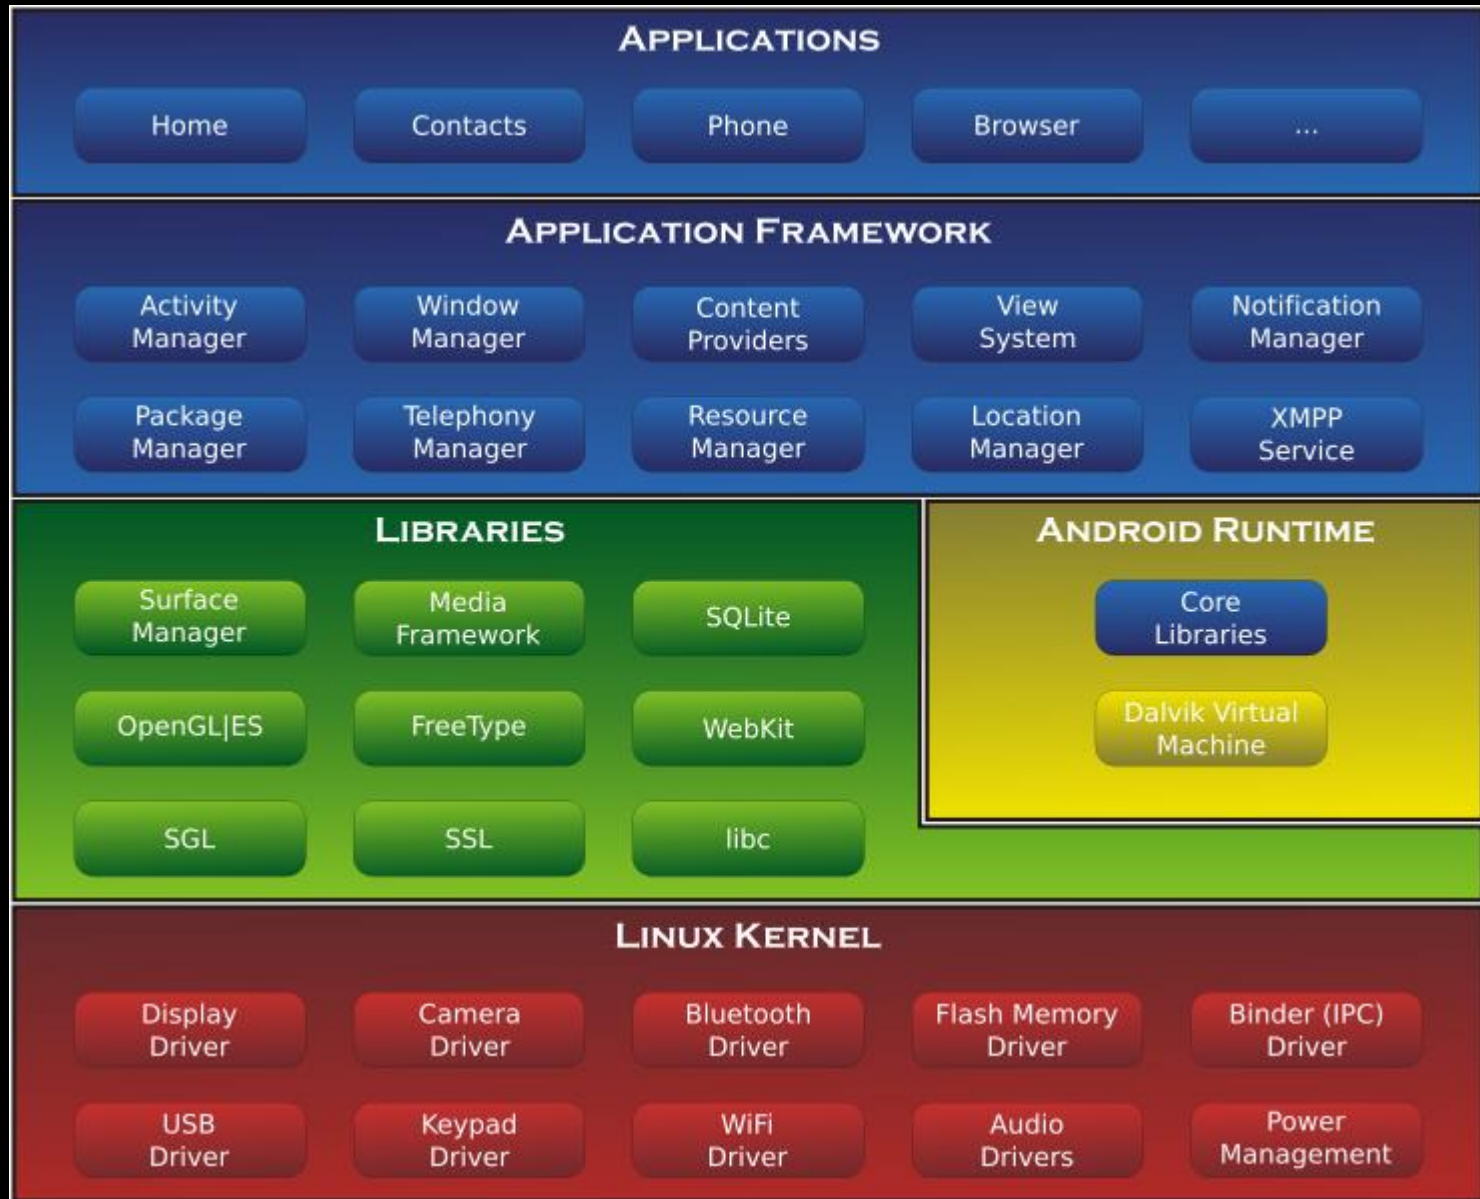 APPLICATIONS
Home
Contacts
Phone
Browser
...
APPLICATION FRAMEWORK
Activity
Manager
Window
Manager
Content
Providers
View
System
Notification
Manager
Package
Manager
Telephony
Manager
Resource
Manager
Location
Manager
XMPP
Service
LIBRARIES
Surface
Manager
Media
Framework
SQLite
OpenGL|ES
FreeType
WebKit
SGL
SSL
libc
ANDROID RUNTIME
Core
Libraries
Dalvik Virtual
Machine
LINUX KERNEL
Display
Driver
Camera
Driver
Bluetooth
Driver
Flash Memory
Driver
Binder (IPC)
Driver
USB
Driver
Keypad
Driver
WiFi
Driver
Audio
Drivers
Power
Management